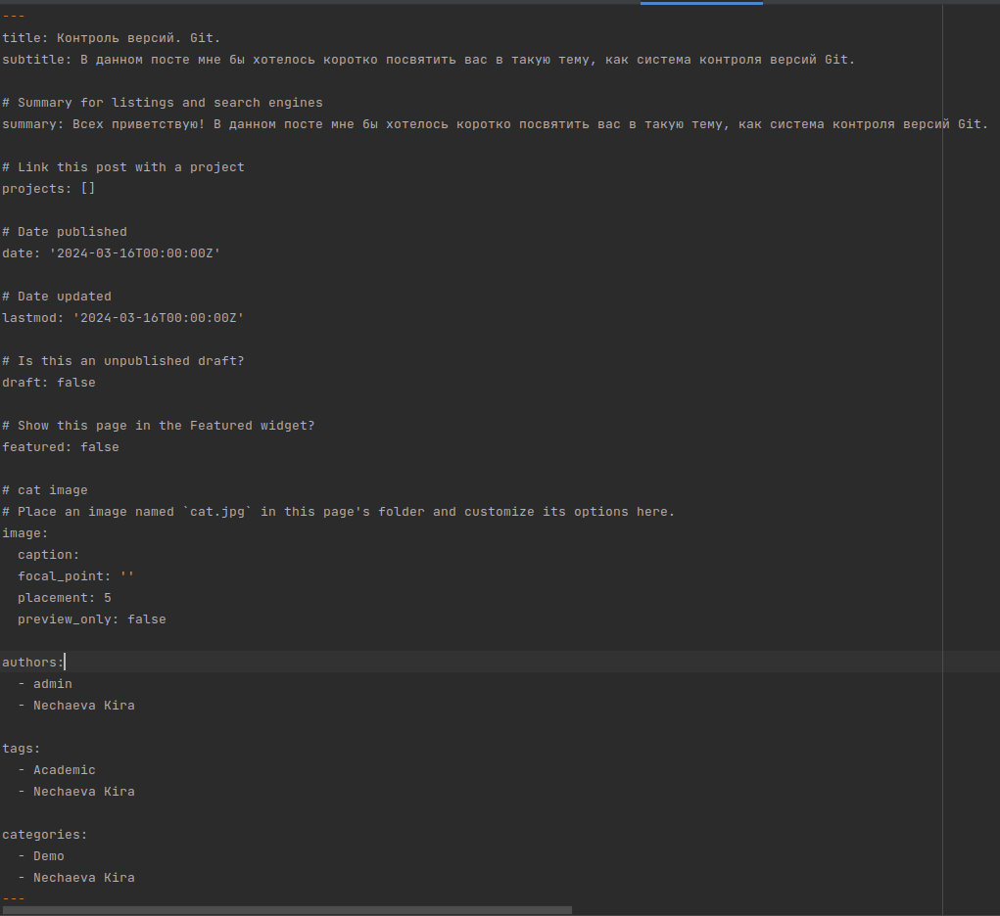 ---
title: Контроль версий. Git.
subtitle: В данном посте мне бы хотелось коротко посвятить вас в такую тему, как система контроля версий Git.
# Summary for listings and search engines
summary: Всех приветствую! В данном посте мне бы хотелось коротко посвятить вас в такую тему, как система контроля версий Git.
# Link this post with a project
projects: []
# Date published
date: '2024-03-16T00:00:00Z'
# Date updated
lastmod: '2024-03-16T00:00:00Z'
# Is this an unpublished draft?
draft: false
# Show this page in the Featured widget?
featured: false
# cat image
# Place an image named `cat.jpg` in this page's folder and customize its options here.
image:
  caption:
  focal_point: ''
  placement: 5
  preview_only: false
authors:
  - admin
  - Nechaeva Kira
tags:
  - Academic
  - Nechaeva Kira
categories:
  - Demo
  - Nechaeva Kira
---